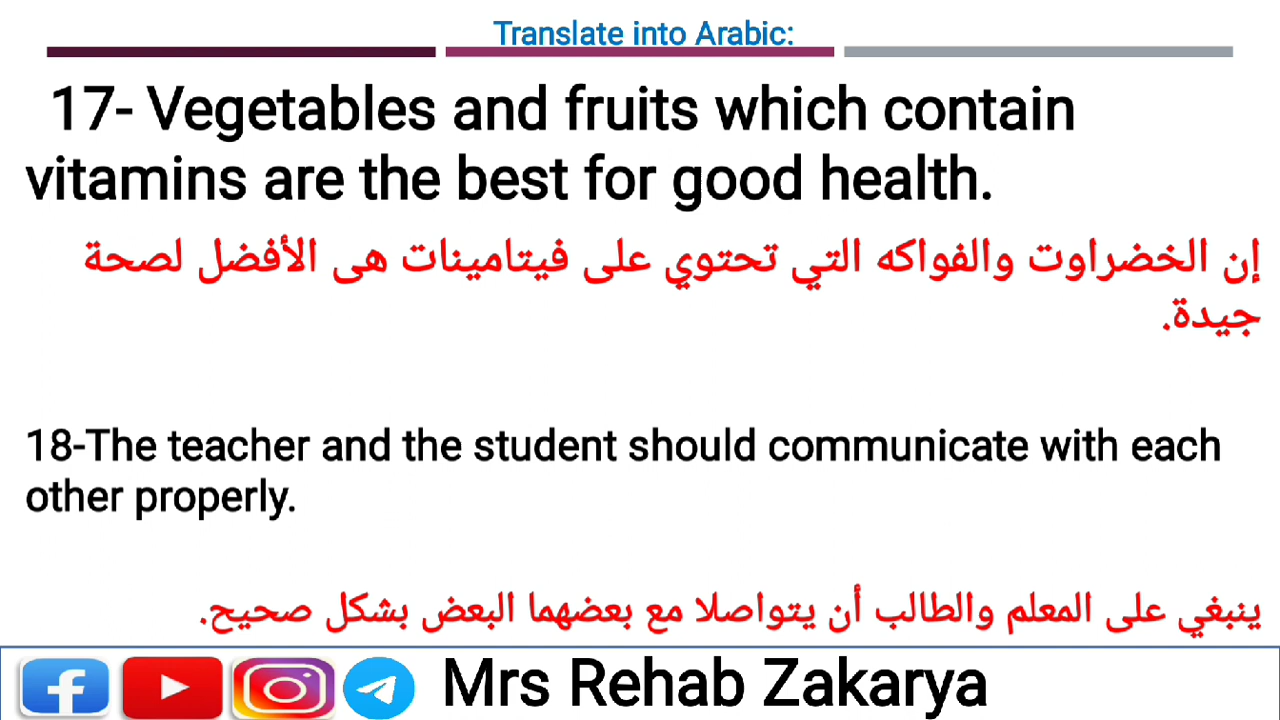 Translate into Arabic:
17- Vegetables and fruits which contain
vitamins are the best for good health.
إن الخضراوت والفواكه التي تحتوي على فيتامينات هى الأفضل لصحة
جيدة.
18-The teacher and the student should communicate with each
other properly.
ينبغي على المعلم والطالب أن يتواصلا مع بعضهما البعض بشكل صحيح.
Mrs Rehab Zakarya